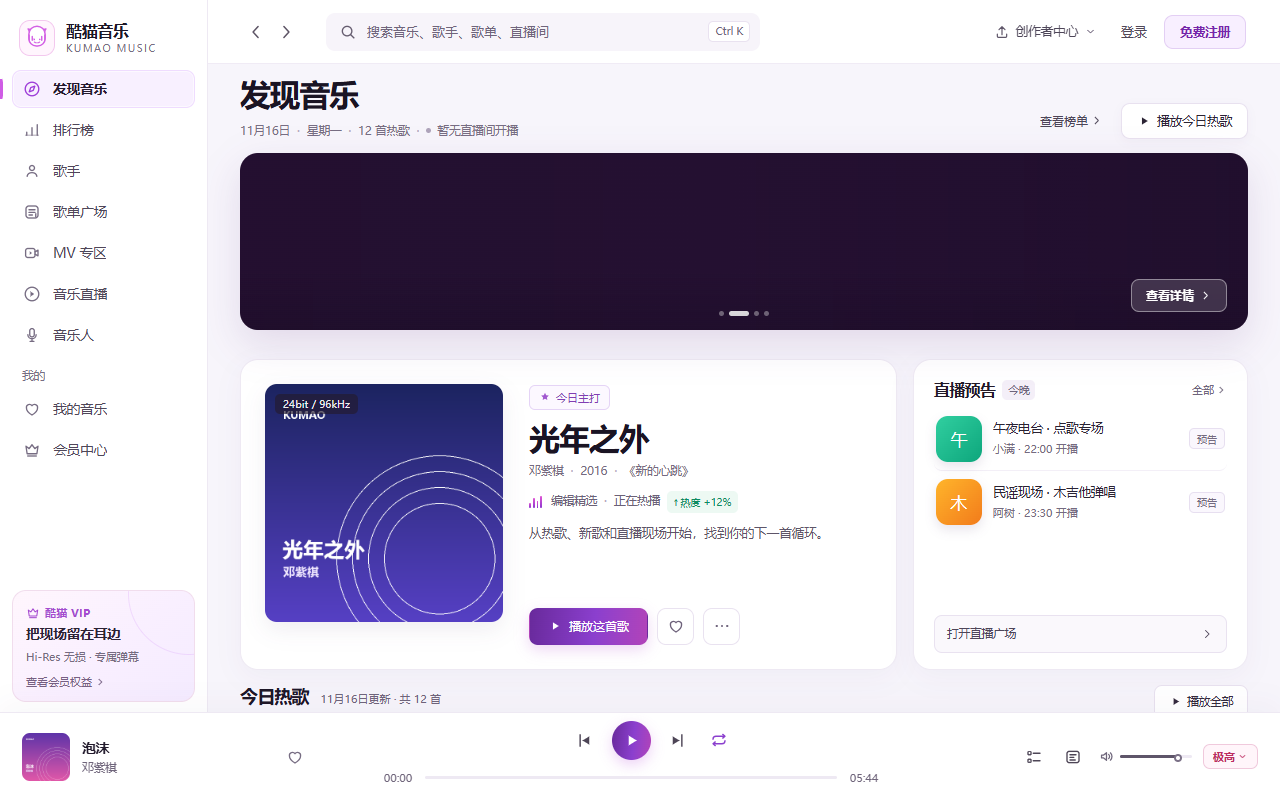 酷猫音乐
KUMAO MUSIC
搜索音乐、歌手、歌单、直播间
Ctrl K
创作者中心
登录
免费注册
发现音乐
排行榜
歌手
歌单广场
MV 专区
音乐直播
音乐人
我的
我的音乐
会员中心
酷猫 VIP
把现场留在耳边
Hi-Res 无损 · 专属弹幕
查看会员权益
发现音乐
11月16日 · 星期一 · 12 首热歌 · 暂无直播间开播
查看榜单
播放今日热歌
查看详情
24bit / 96kHz
KUMAO
光年之外
邓紫棋
今日主打
光年之外
邓紫棋 · 2016 · 《新的心跳》
编辑精选 · 正在热播 ↑热度 +12%
从热歌、新歌和直播现场开始，找到你的下一首循环。
播放这首歌
直播预告 今晚
全部
午
午夜电台 · 点歌专场
小满 · 22:00 开播
预告
木
民谣现场 · 木吉他弹唱
阿树 · 23:30 开播
预告
打开直播广场
今日热歌 11月16日更新 · 共 12 首
播放全部
泡沫
邓紫棋
00:00
05:44
极高